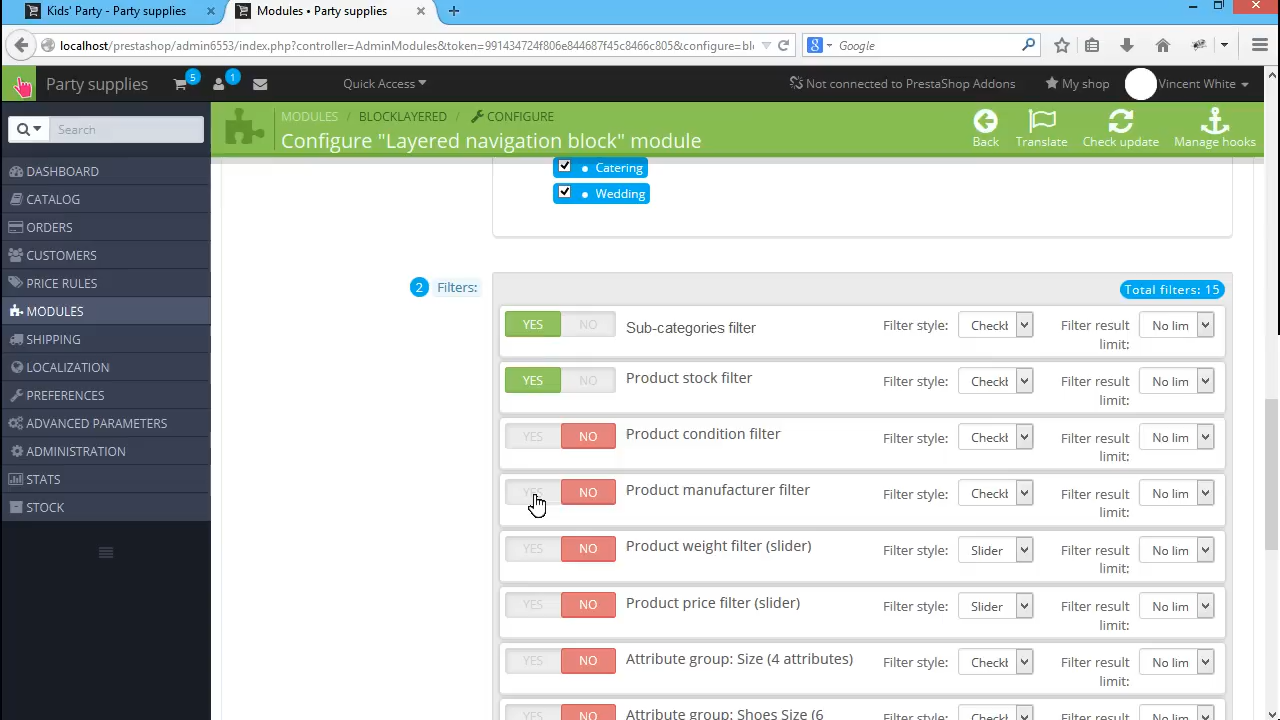 Kids' Party - Party supplies × Modules • Party supplies × +
localhost/prestashop/admin6553/index.php?controller=AdminModules&token= &configure=bl
Google
Party supplies 5 1 Quick Access Not connected to PrestaShop Addons My shop Vincent White
Search
MODULES / BLOCKLAYERED / CONFIGURE
Configure "Layered navigation block" module
Back Translate Check update Manage hooks
DASHBOARD
CATALOG
ORDERS
CUSTOMERS
PRICE RULES
MODULES
SHIPPING
LOCALIZATION
PREFERENCES
ADVANCED PARAMETERS
ADMINISTRATION
STATS
STOCK
Catering
Wedding
2 Filters:
Total filters: 15
YES NO Sub-categories filter Filter style: Checkl Filter result limit: No lim
YES NO Product stock filter Filter style: Checkl Filter result limit: No lim
YES NO Product condition filter Filter style: Checkl Filter result limit: No lim
YES NO Product manufacturer filter Filter style: Checkl Filter result limit: No lim
YES NO Product weight filter (slider) Filter style: Slider Filter result limit: No lim
YES NO Product price filter (slider) Filter style: Slider Filter result limit: No lim
YES NO Attribute group: Size (4 attributes) Filter style: Checkl Filter result limit: No lim
YES NO Attribute group: Shoes Size (6 Filter style: Checkl Filter result No lim